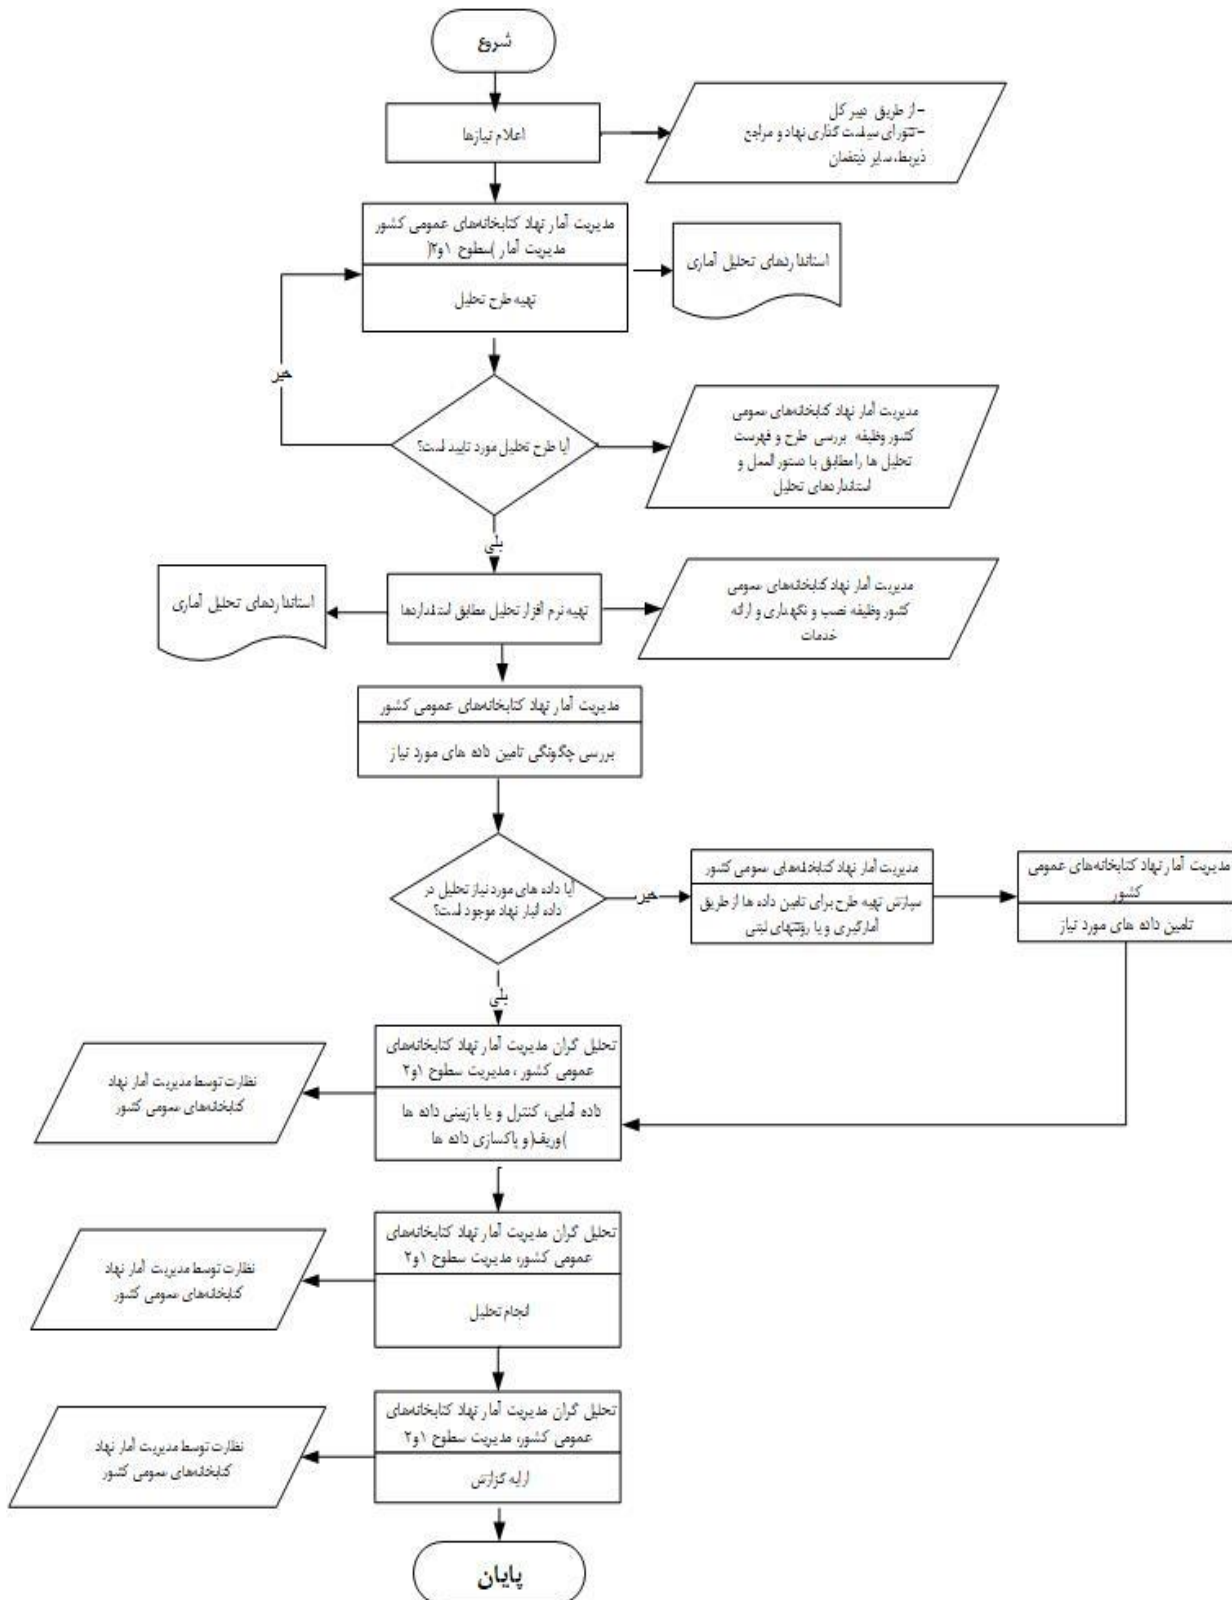 شروع
اعلام نیازها
- از طریق دبیر کل
-شورای سیاست گذاری نهاد و مراجع
ذیربط، سایر ذینفعان
مدیریت آمار نهاد کتابخانه‌های عمومی کشور
مدیریت آمار )سطوح ۱و۲(
تهیه طرح تحلیل
استانداردهای تحلیل آماری
خیر
آیا طرح تحلیل مورد تایید است؟
مدیریت آمار نهاد کتابخانه‌های عمومی
کشور وظیفه بررسی طرح و فهرست
تحلیل ها رامطابق با دستور العمل و
استانداردهای تحلیل
بلی
استانداردهای تحلیل آماری
تهیه نرم افزار تحلیل مطابق استانداردها
مدیریت آمار نهاد کتابخانه‌های عمومی
کشور وظیفه نصب و نگهداری و ارائه
خدمات
مدیریت آمار نهاد کتابخانه‌های عمومی کشور
بررسی چگونگی تامین داده های مورد نیاز
آیا داده های مورد نیاز تحلیل در
داده انبار نهاد موجود است؟
خیر
مدیریت آمار نهاد کتابخانه‌های عمومی کشور
سپارش تهیه طرح برای تامین داده ها از طریق
آمارگیری و یا روشهای ثبتی
مدیریت آمار نهاد کتابخانه‌های عمومی
کشور
تامین داده های مورد نیاز
بلی
تحلیل گران مدیریت آمار نهاد کتابخانه‌های
عمومی کشور ، مدیریت سطوح ۱و۲
داده آمایی، کنترل و یا بازبینی داده ها
)وریف(و پاکسازی داده ها
نظارت توسط مدیریت آمار نهاد
کتابخانه‌های عمومی کشور
تحلیل گران مدیریت آمار نهاد کتابخانه‌های
عمومی کشور، مدیریت سطوح ۱و۲
انجام تحلیل
نظارت توسط مدیریت آمار نهاد
کتابخانه‌های عمومی کشور
تحلیل گران مدیریت آمار نهاد کتابخانه‌های
عمومی کشور، مدیریت سطوح ۱و۲
ارایه گزارش
نظارت توسط مدیریت آمار نهاد
کتابخانه‌های عمومی کشور
پایان